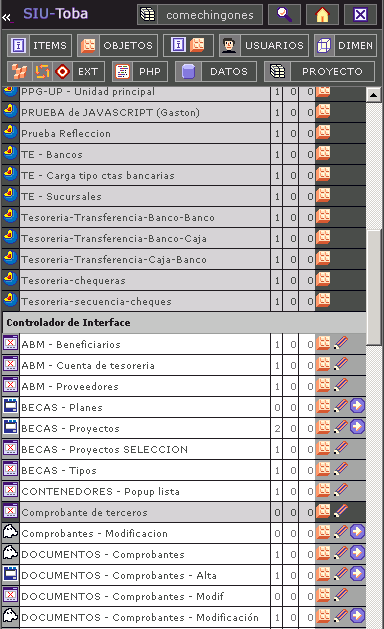 « SIU-Toba comechingones
ITEMS OBJETOS USUARIOS DIMEN
EXT PHP DATOS PROYECTO
PPG-UP - Unidad principal 1 0 0
PRUEBA de JAVASCRIPT (Gaston) 1 0 0
Prueba Refleccion 1 0 0
TE - Bancos 1 0 0
TE - Carga tipo ctas bancarias 1 0 0
TE - Sucursales 1 0 0
Tesoreria-Transferencia-Banco-Banco 1 0 0
Tesoreria-Transferencia-Banco-Caja 1 0 0
Tesoreria-Transferencia-Caja-Banco 1 0 0
Tesoreria-chequeras 1 0 0
Tesoreria-secuencia-cheques 1 0 0
Controlador de Interface
ABM - Beneficiarios 1 0 0
ABM - Cuenta de tesoreria 1 0 0
ABM - Proveedores 1 0 0
BECAS - Planes 0 0 0
BECAS - Proyectos 2 0 0
BECAS - Proyectos SELECCION 1 0 0
BECAS - Tipos 1 0 0
CONTENEDORES - Popup lista 1 0 0
Comprobante de terceros 0 0 0
Comprobantes - Modificacion 0 0 0
DOCUMENTOS - Comprobantes 1 0 0
DOCUMENTOS - Comprobantes - Alta 1 0 0
DOCUMENTOS - Comprobantes - Modif 0 0 0
DOCUMENTOS - Comprobantes - Modificación 1 0 0